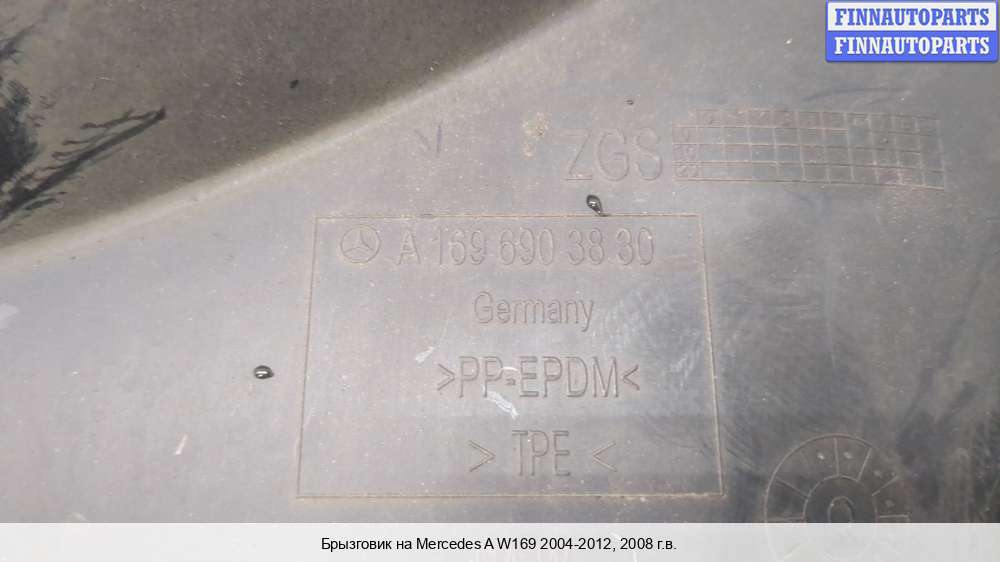 FINNAUTOPARTS
FINNAUTOPARTS
ZGS
A 169 690 38 30
Germany
>PP-EPDM<
> TPE <
Брызговик на Mercedes A W169 2004-2012, 2008 г.в.